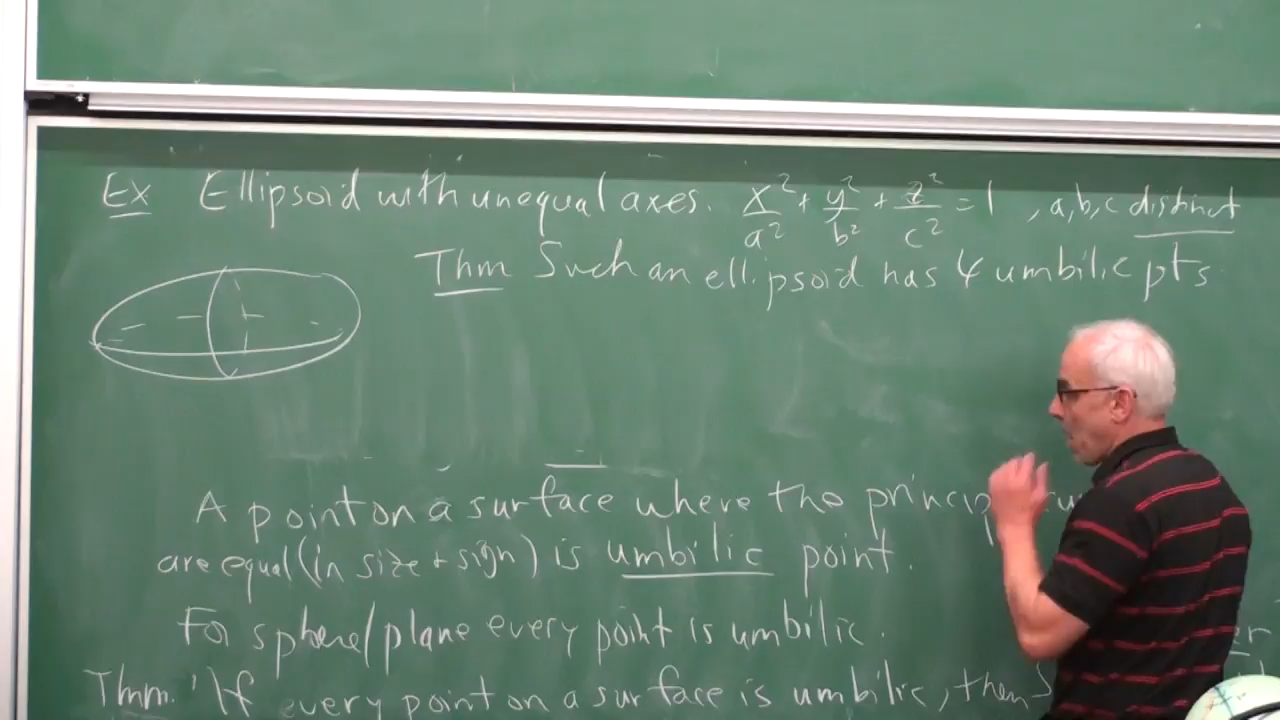 Ex Ellipsoid with unequal axes. x²/a² + y²/b² + z²/c² = 1 , a,b,c distinct
Thm Such an ellipsoid has 4 umbilic pts.
A point on a surface where the
are equal (in size + sign) is umbilic point.
For sphere/plane every point is umbilic.
Thm. 'If every point on a surface is umbilic, then S